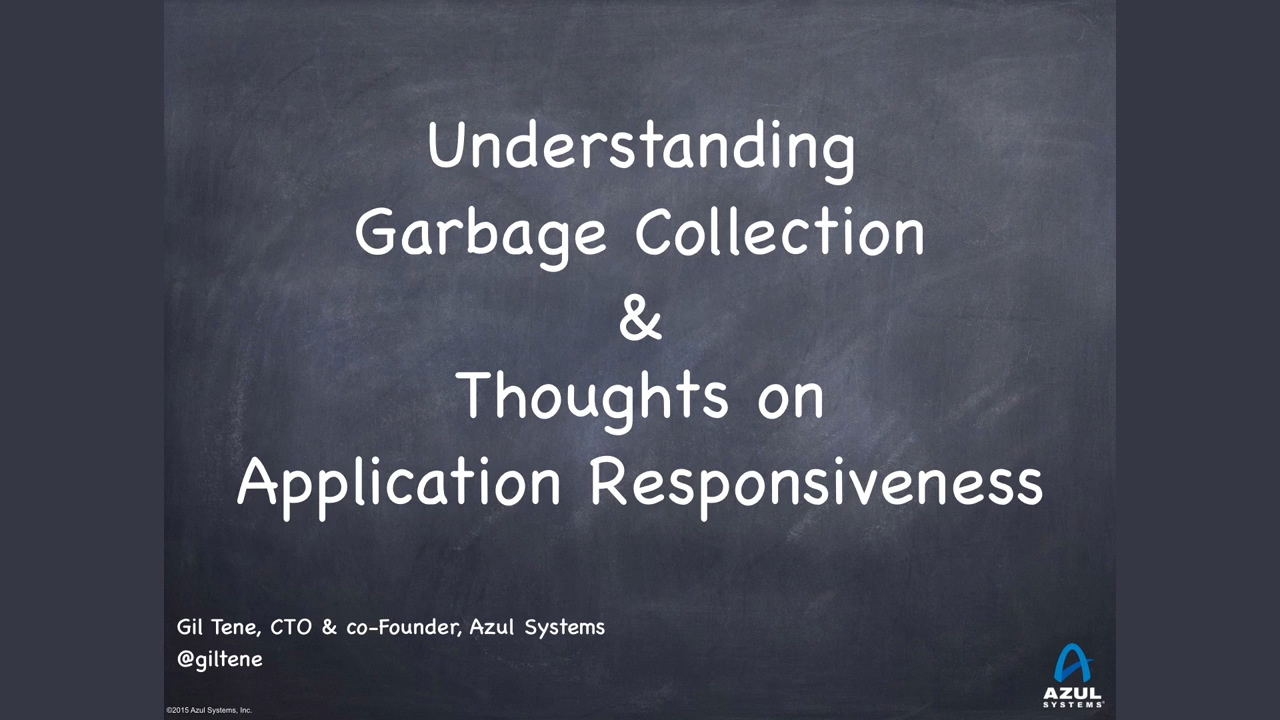 Understanding
Garbage Collection
&
Thoughts on
Application Responsiveness
Gil Tene, CTO & co-Founder, Azul Systems
@giltene
©2015 Azul Systems, Inc.
AZUL
SYSTEMS®